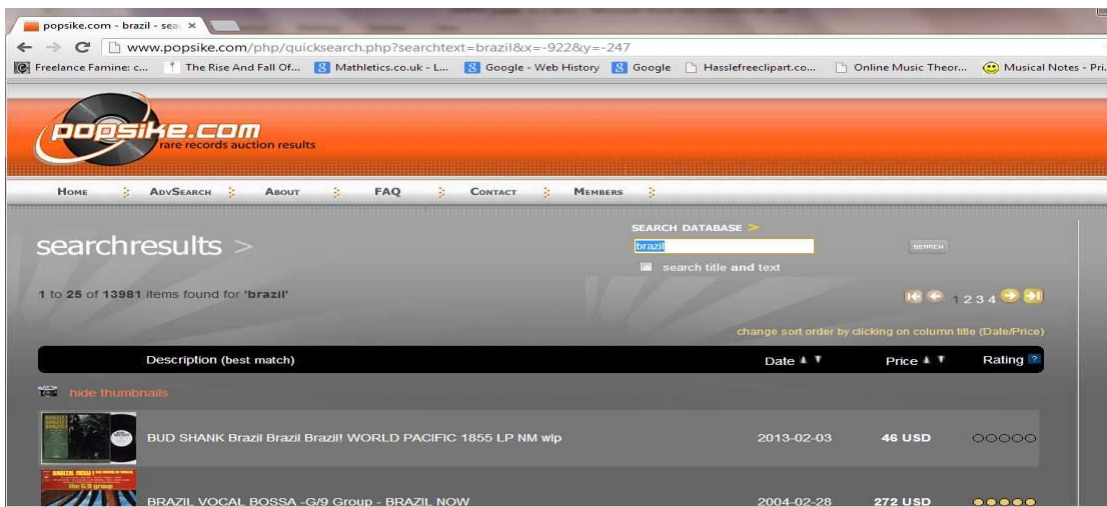 popsike.com - brazil - sea
www.popsike.com/php/quicksearch.php?searchtext=brazil&x=-922&y=-247
Freelance Famine: c... The Rise And Fall Of... Mathletics.co.uk - L... Google - Web History Google Hasslefreeclipart.co... Online Music Theor... Musical Notes - Pri.
popsike.com
rare records auction results
HOME ADVSEARCH ABOUT FAQ CONTACT MEMBERS
SEARCH DATABASE >
searchresults >
brazil SEARCH
search title and text
1 to 25 of 13981 items found for 'brazil' 1 2 3 4
change sort order by clicking on column title (Date/Price)
Description (best match) Date Price Rating ?
hide thumbnails
BUD SHANK Brazil Brazil Brazil! WORLD PACIFIC 1855 LP NM wlp 2013-02-03 46 USD
the G/9 group
BRAZIL VOCAL BOSSA -G/9 Group - BRAZIL NOW 2004-02-28 272 USD